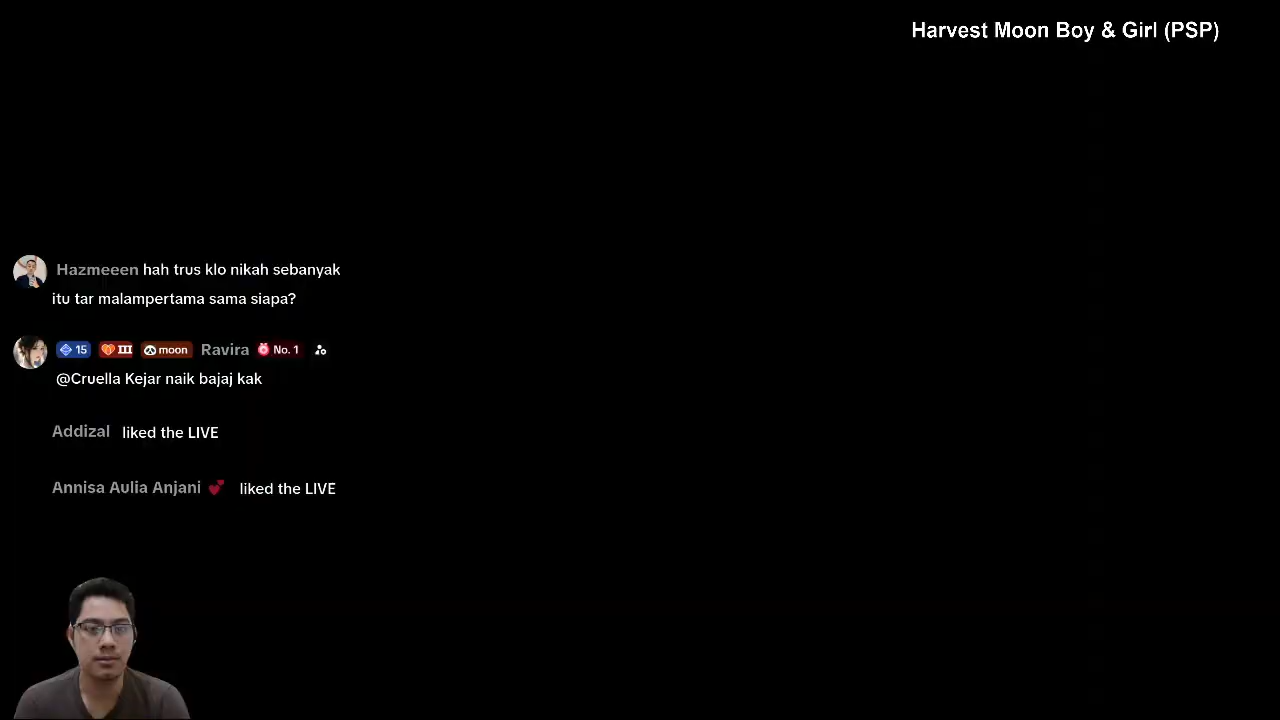 Harvest Moon Boy & Girl (PSP)
Hazmeeen hah trus klo nikah sebanyak
itu tar malampertama sama siapa?
15 III moon Ravira No. 1
@Cruella Kejar naik bajaj kak
Addizal liked the LIVE
Annisa Aulia Anjani 💕 liked the LIVE